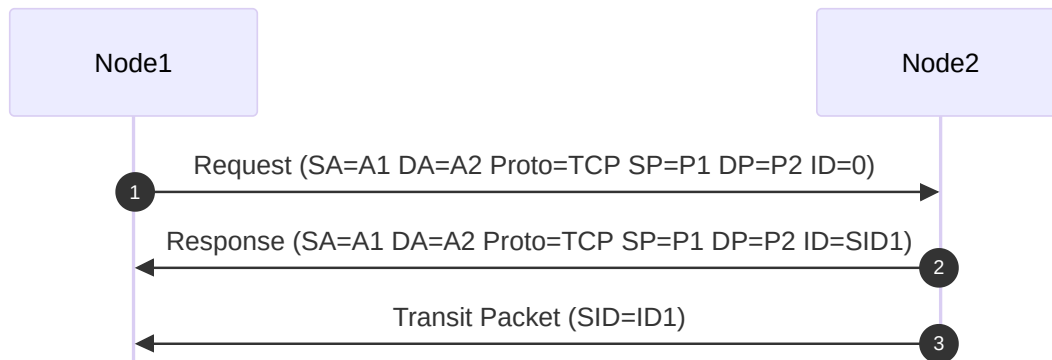 Node1
Node2
Request (SA=A1 DA=A2 Proto=TCP SP=P1 DP=P2 ID=0)
1
Response (SA=A1 DA=A2 Proto=TCP SP=P1 DP=P2 ID=SID1)
2
Transit Packet (SID=ID1)
3